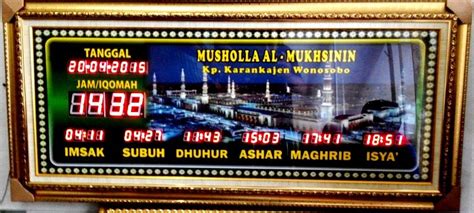 TANGGAL
20-04-2015
JAM/IQOMAH
14:32
MUSHOLLA AL - MUKHSININ
Kp. Karankajen Wonosobo
04:11 04:27 11:43 15:03 17:41 18:51
IMSAK SUBUH DHUHUR ASHAR MAGHRIB ISYA'